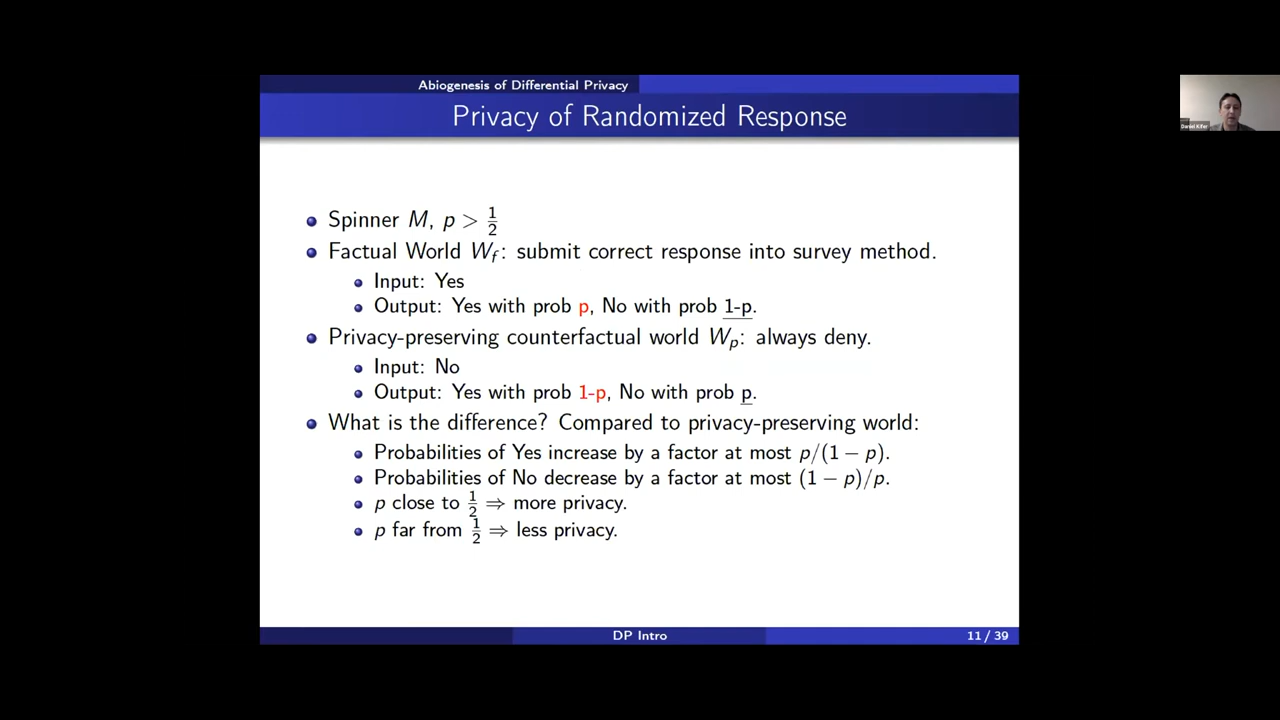 Abiogenesis of Differential Privacy
Privacy of Randomized Response
Spinner M, p > 1/2
Factual World W_f: submit correct response into survey method.
Input: Yes
Output: Yes with prob p, No with prob 1-p.
Privacy-preserving counterfactual world W_p: always deny.
Input: No
Output: Yes with prob 1-p, No with prob p.
What is the difference? Compared to privacy-preserving world:
Probabilities of Yes increase by a factor at most p/(1 − p).
Probabilities of No decrease by a factor at most (1 − p)/p.
p close to 1/2 ⇒ more privacy.
p far from 1/2 ⇒ less privacy.
DP Intro
11 / 39
Daniel Kifer